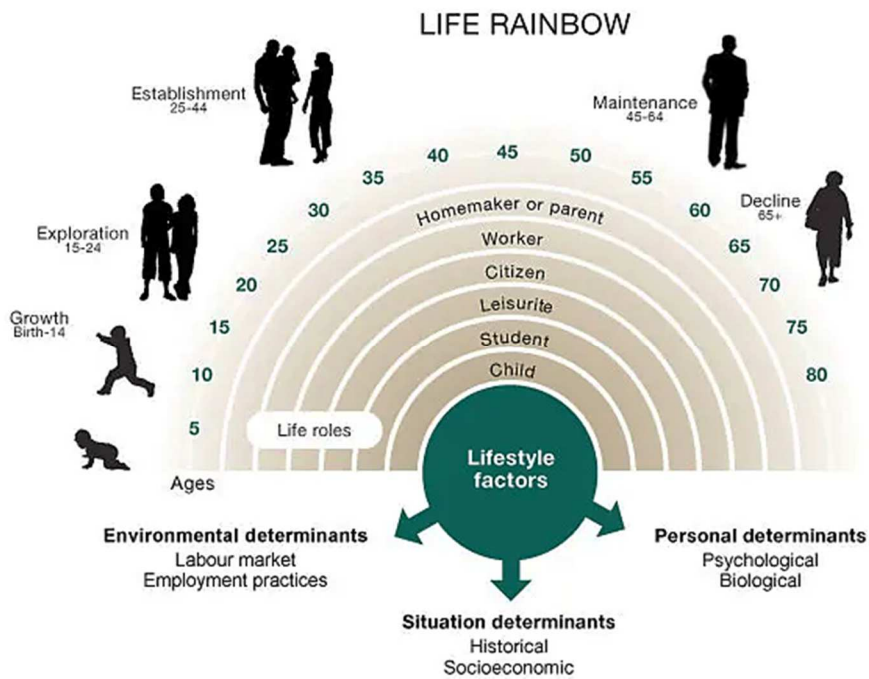 LIFE RAINBOW
Establishment
25-44
Maintenance
45-64
Exploration
15-24
Decline
65+
Growth
Birth-14
5
10
15
20
25
30
35
40
45
50
55
60
65
70
75
80
Homemaker or parent
Worker
Citizen
Leisurite
Student
Child
Life roles
Ages
Lifestyle
factors
Environmental determinants
Labour market
Employment practices
Personal determinants
Psychological
Biological
Situation determinants
Historical
Socioeconomic